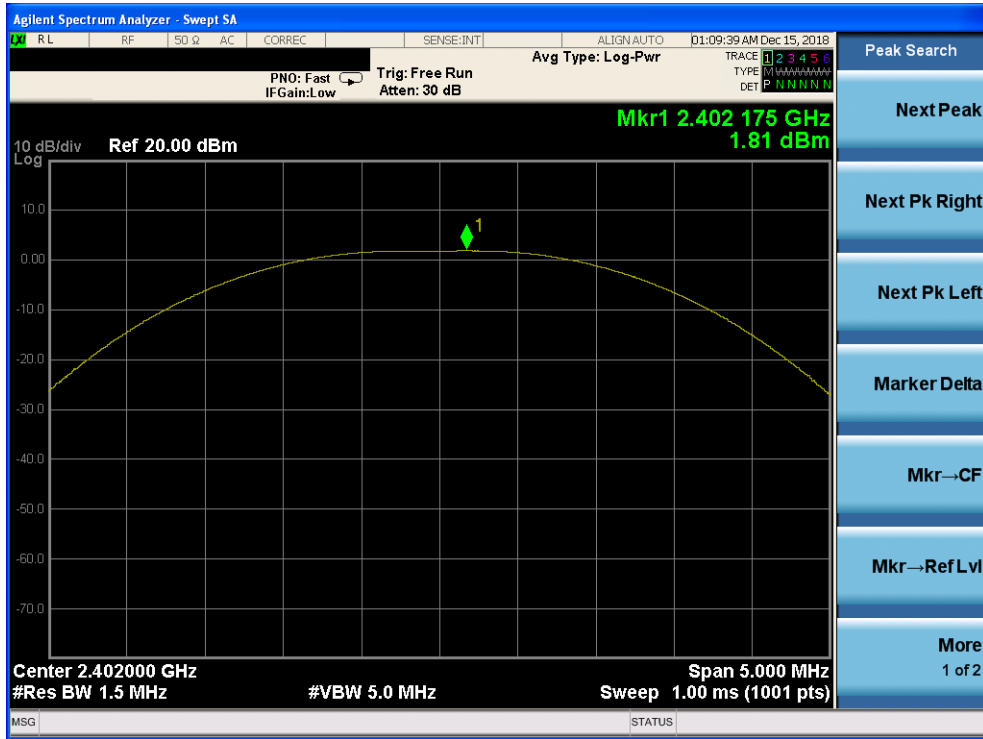 Agilent Spectrum Analyzer - Swept SA
LXI RL RF 50 Ω AC CORREC SENSE:INT ALIGN AUTO 01:09:39 AM Dec 15, 2018
Avg Type: Log-Pwr TRACE 1 2 3 4 5 6
PNO: Fast Trig: Free Run TYPE M WWWWW
IFGain:Low Atten: 30 dB DET P N N N N N
Mkr1 2.402 175 GHz
1.81 dBm
10 dB/div Ref 20.00 dBm
Log
10.0
1
0.00
-10.0
-20.0
-30.0
-40.0
-50.0
-60.0
-70.0
Center 2.402000 GHz Span 5.000 MHz
#Res BW 1.5 MHz #VBW 5.0 MHz Sweep 1.00 ms (1001 pts)
MSG STATUS
Peak Search
Next Peak
Next Pk Right
Next Pk Left
Marker Delta
Mkr→CF
Mkr→Ref Lvl
More
1 of 2